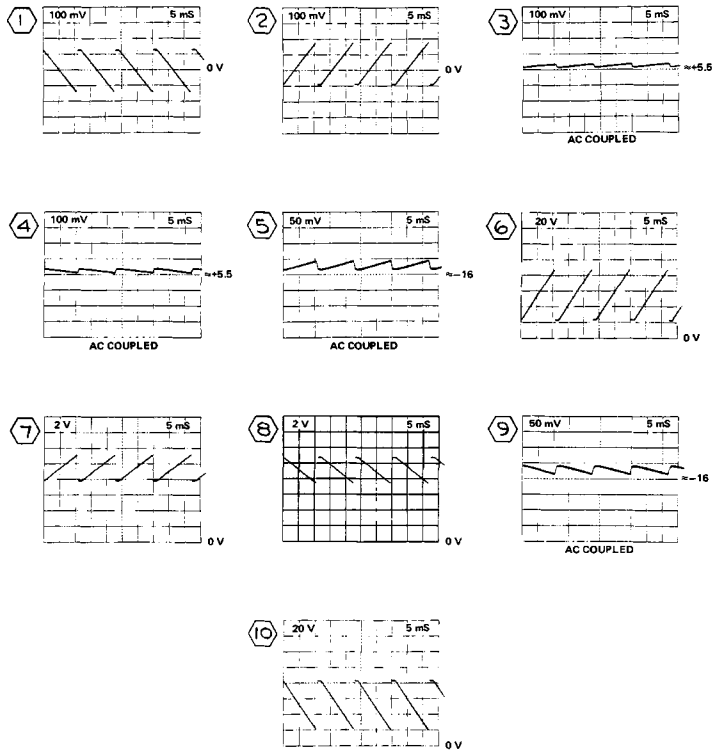 1
100 mV 5 mS
0 V
2
100 mV 5 mS
0 V
3
100 mV 5 mS
≈+5.5
AC COUPLED
4
100 mV 5 mS
≈+5.5
AC COUPLED
5
50 mV 5 mS
≈-16
AC COUPLED
6
20 V 5 mS
0 V
7
2 V 5 mS
0 V
8
2 V 5 mS
0 V
9
50 mV 5 mS
≈-16
AC COUPLED
10
20 V 5 mS
0 V